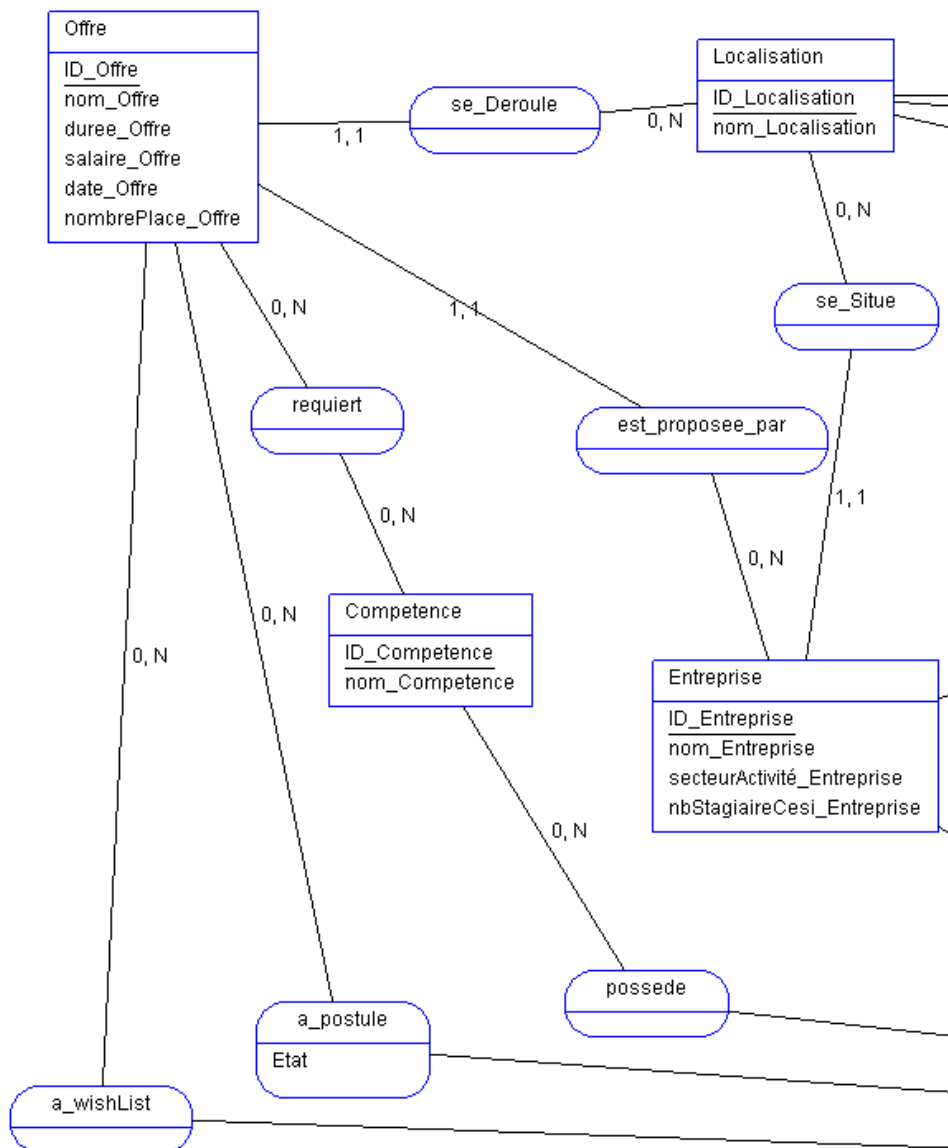 Offre
ID_Offre
nom_Offre
duree_Offre
salaire_Offre
date_Offre
nombrePlace_Offre
1, 1
se_Deroule
0, N
Localisation
ID_Localisation
nom_Localisation
0, N
se_Situe
1, 1
0, N
requiert
0, N
1, 1
est_proposee_par
0, N
Competence
ID_Competence
nom_Competence
0, N
0, N
0, N
Entreprise
ID_Entreprise
nom_Entreprise
secteurActivité_Entreprise
nbStagiaireCesi_Entreprise
possede
a_postule
Etat
a_wishList